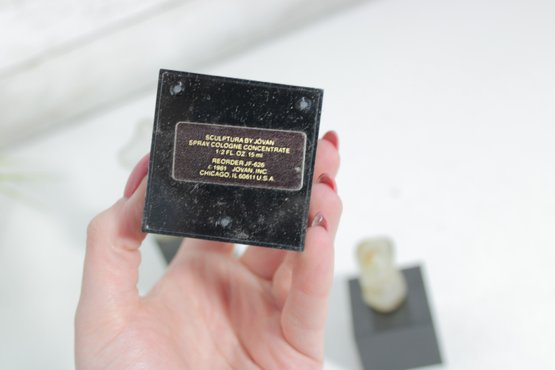 SCULPTURA BY JŌVAN
SPRAY COLOGNE CONCENTRATE
1/2 FL. OZ. 15 ml
REORDER JF-626
© 1981 JOVAN, INC.
CHICAGO, IL 60611 U.S.A.